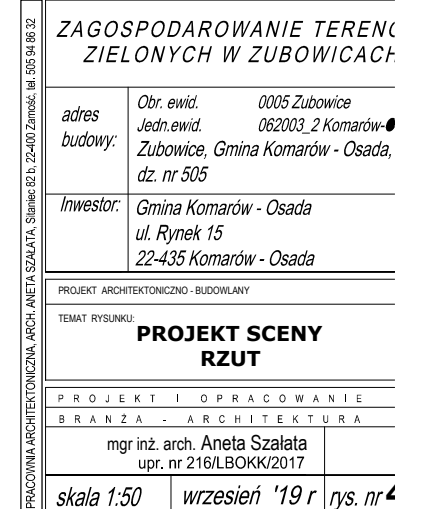 ZAGOSPODAROWANIE
ZIELONYCH W ZUBOWICACH
adres budowy:
Obr. ewid. 0005 Zubowice
Jedn.ewid. 062003_2
Zubowice, Gmina Komarów - Osada,
dz. nr 505
Inwestor:
Gmina Komarów - Osada
ul. Rynek 15
22-435 Komarów - Osada
PROJEKT ARCHITEKTONICZNO - BUDOWLANY
TEMAT RYSUNKU:
PROJEKT SCENY
RZUT
PROJEKT I OPRACOWANIE
BRANŻA - ARCHITEKTURA
mgr inż. arch. Aneta Szałata
upr. nr 216/LBOKK/2017
skala 1:50 wrzesień '19 r rys. nr 4
PRACOWNIA ARCHITEKTONICZNA, ARCH. ANETA SZAŁATA, Sitaniec 82 b, 22-400 Zamość, tel. 505 94 86 32